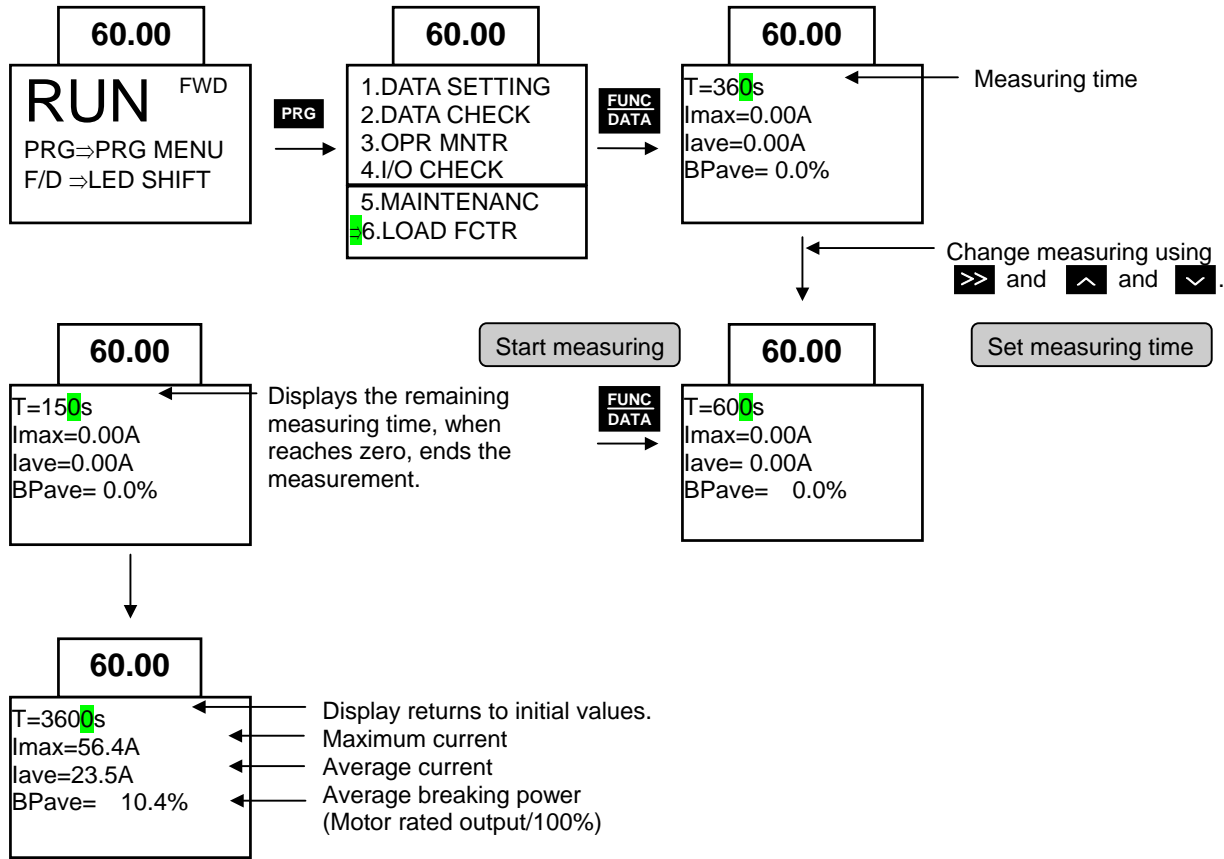 60.00
RUN FWD
PRG⇒PRG MENU
F/D ⇒LED SHIFT
PRG
60.00
1.DATA SETTING
2.DATA CHECK
3.OPR MNTR
4.I/O CHECK
5.MAINTENANC
⇒6.LOAD FCTR
FUNC
DATA
60.00
T=360s
Imax=0.00A
Iave=0.00A
BPave= 0.0%
Measuring time
Change measuring using
>> and ︿ and ﹀.
60.00
T=150s
Imax=0.00A
Iave=0.00A
BPave= 0.0%
Displays the remaining
measuring time, when
reaches zero, ends the
measurement.
Start measuring
FUNC
DATA
60.00
T=600s
Imax=0.00A
Iave= 0.00A
BPave= 0.0%
Set measuring time
60.00
T=3600s
Imax=56.4A
Iave=23.5A
BPave= 10.4%
Display returns to initial values.
Maximum current
Average current
Average breaking power
(Motor rated output/100%)